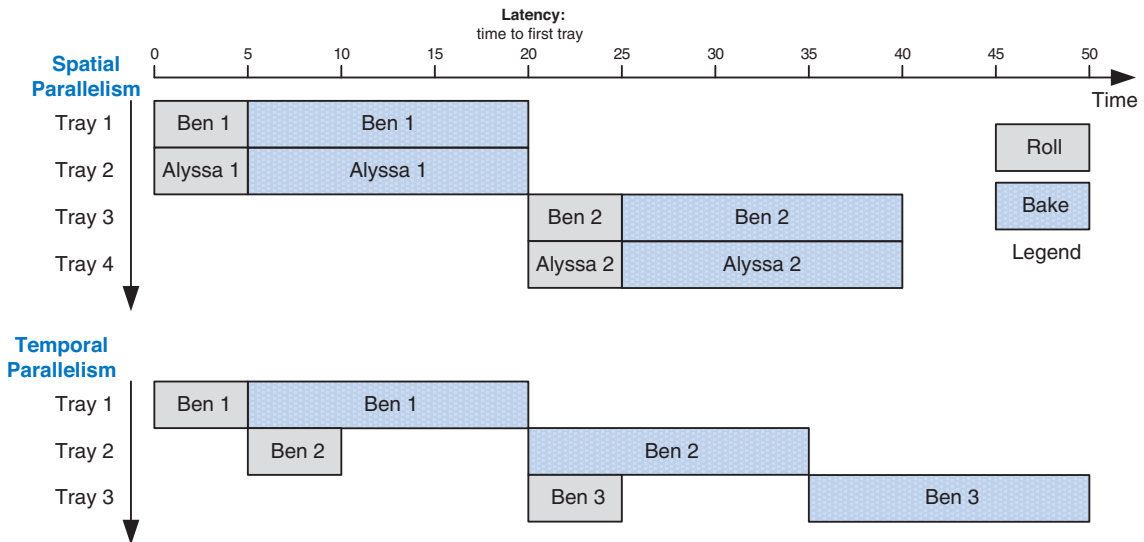 Latency:
time to first tray
0 5 10 15 20 25 30 35 40 45 50
Spatial
Parallelism
Time
Tray 1 Ben 1 Ben 1
Roll
Tray 2 Alyssa 1 Alyssa 1
Tray 3 Ben 2 Ben 2
Bake
Tray 4 Alyssa 2 Alyssa 2
Legend
Temporal
Parallelism
Tray 1 Ben 1 Ben 1
Tray 2 Ben 2 Ben 2
Tray 3 Ben 3 Ben 3